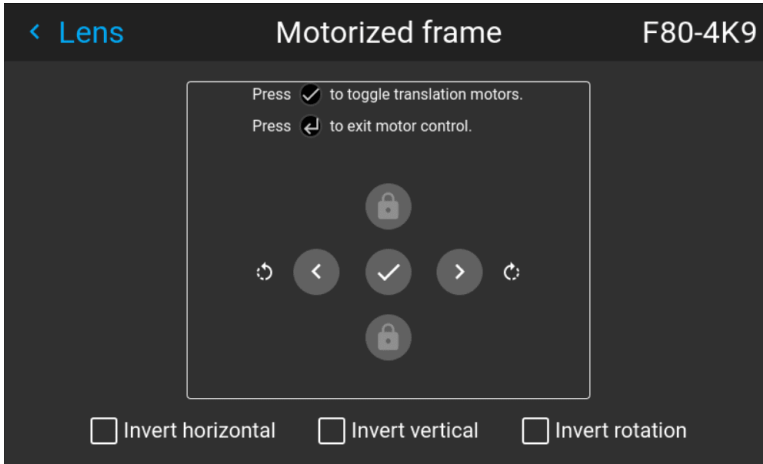 Lens Motorized frame F80-4K9
Press to toggle translation motors.
Press to exit motor control.
Invert horizontal Invert vertical Invert rotation